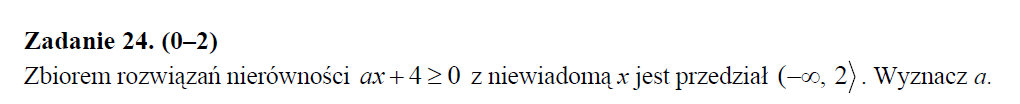 Zadanie 24. (0–2)
Zbiorem rozwiązań nierówności ax + 4 ≥ 0 z niewiadomą x jest przedział (−∞, 2⟩. Wyznacz a.